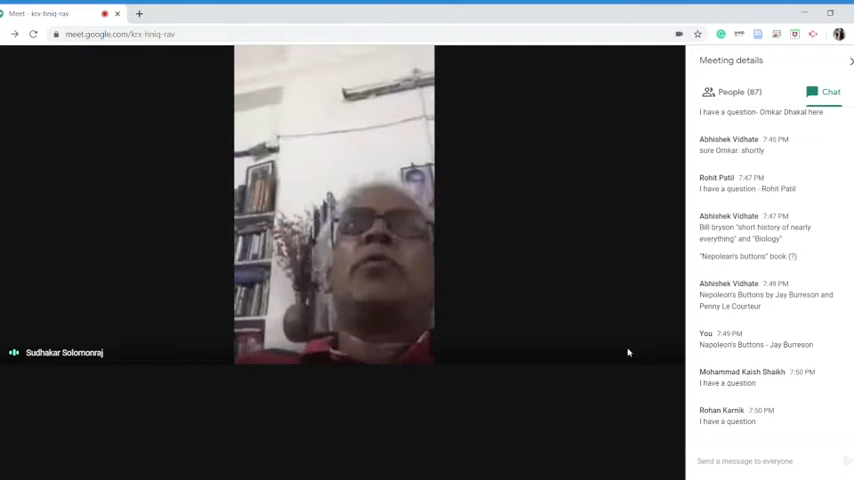 Meet - krx-hniq-rav
meet.google.com/krx-hniq-rav
Meeting details
People (87)
Chat
I have a question- Omkar Dhakal here
Abhishek Vidhate 7:45 PM
sure Omkar. shortly
Rohit Patil 7:47 PM
I have a question - Rohit Patil
Abhishek Vidhate 7:47 PM
Bill bryson "short history of nearly
everything" and "Biology"
"Nepolean's buttons" book (?)
Abhishek Vidhate 7:49 PM
Nepoleon's Buttons by Jay Burreson and
Penny Le Courteur
You 7:49 PM
Napoleon's Buttons - Jay Burreson
Mohammad Kaish Shaikh 7:50 PM
I have a question
Rohan Karnik 7:50 PM
I have a question
Send a message to everyone
Sudhakar Solomonraj